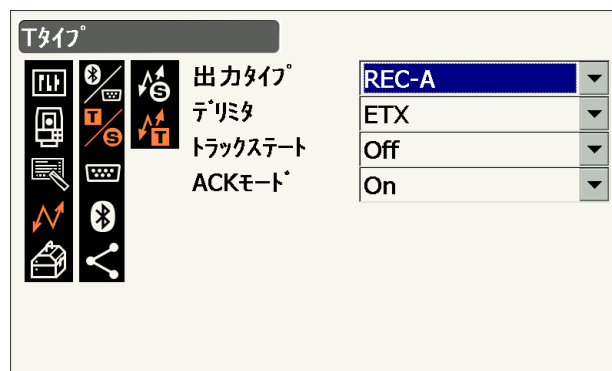 Tﾀｲﾌﾟ
T
S
S
T
出力ﾀｲﾌﾟ REC-A
ﾃﾞﾘﾐﾀ ETX
ﾄﾗｯｸｽﾃｰﾄ Off
ACKﾓｰﾄﾞ On